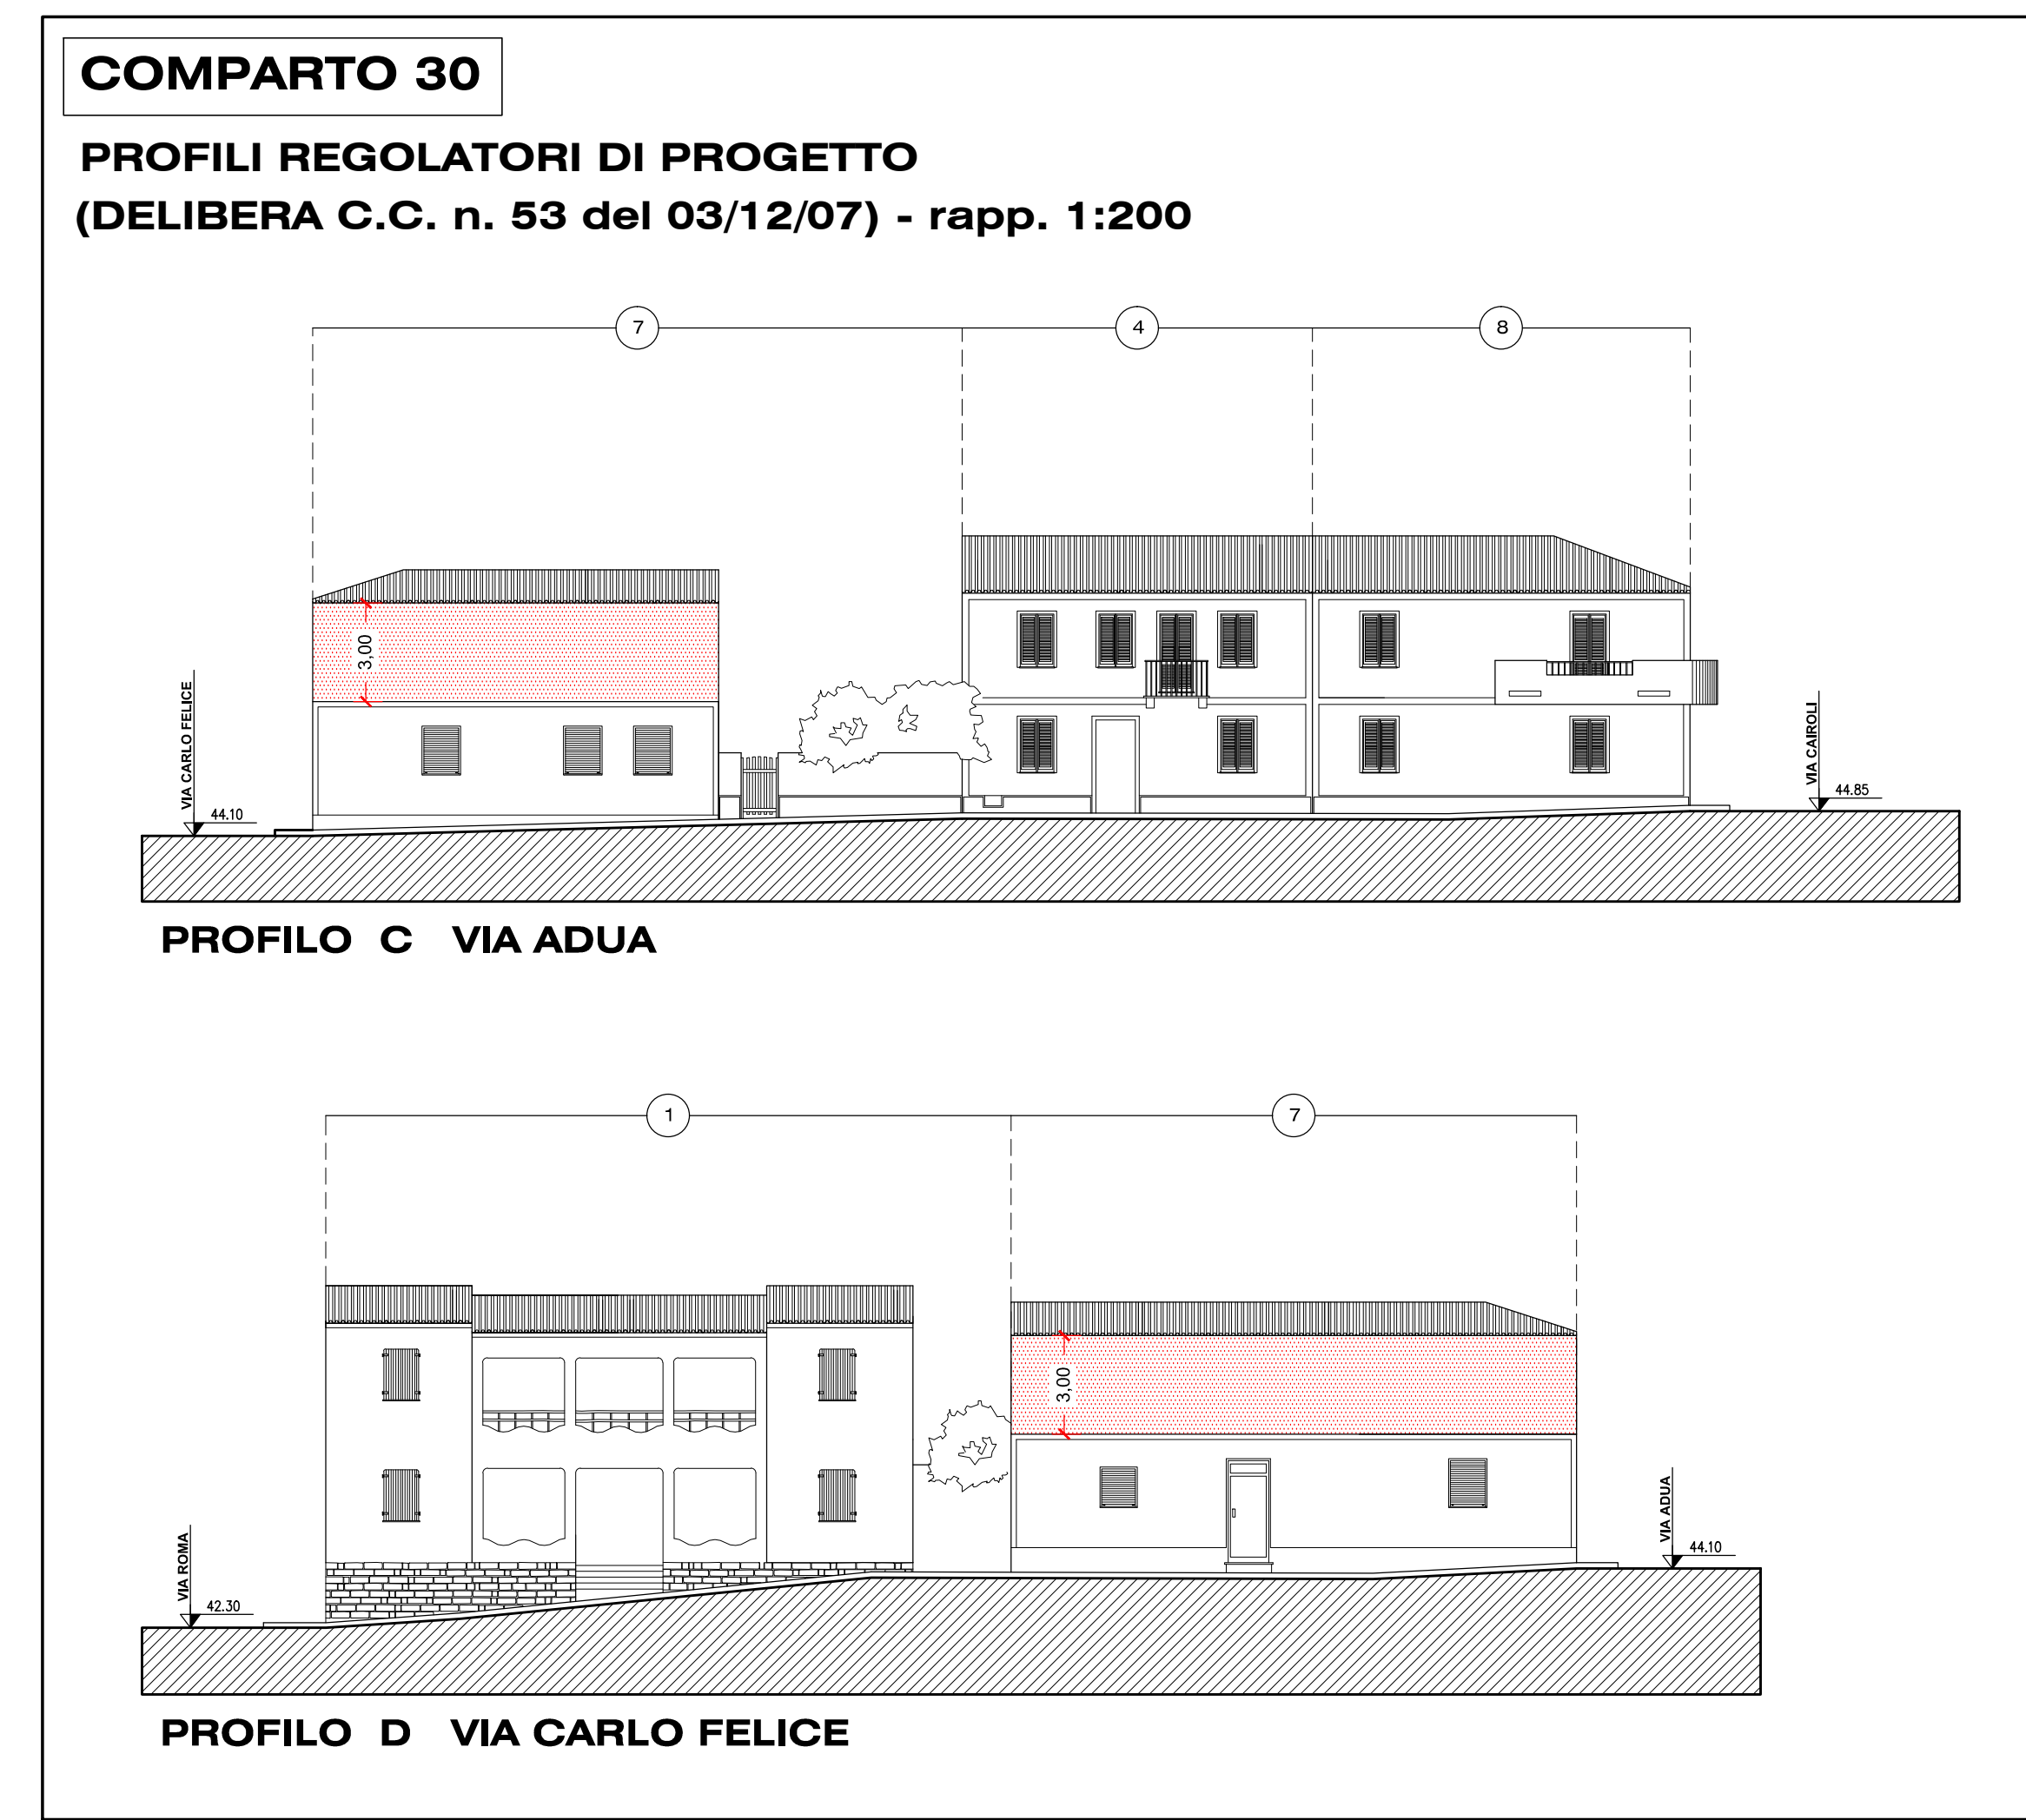 COMPARTO 30
PROFILI REGOLATORI DI PROGETTO
(DELIBERA C.C. n. 53 del 03/12/07) - rapp. 1:200
7
4
8
3,00
VIA CARLO FELICE
44.10
VIA CAIROLI
44.85
PROFILO C VIA ADUA
1
7
3,00
VIA ROMA
42.30
VIA ADUA
44.10
PROFILO D VIA CARLO FELICE